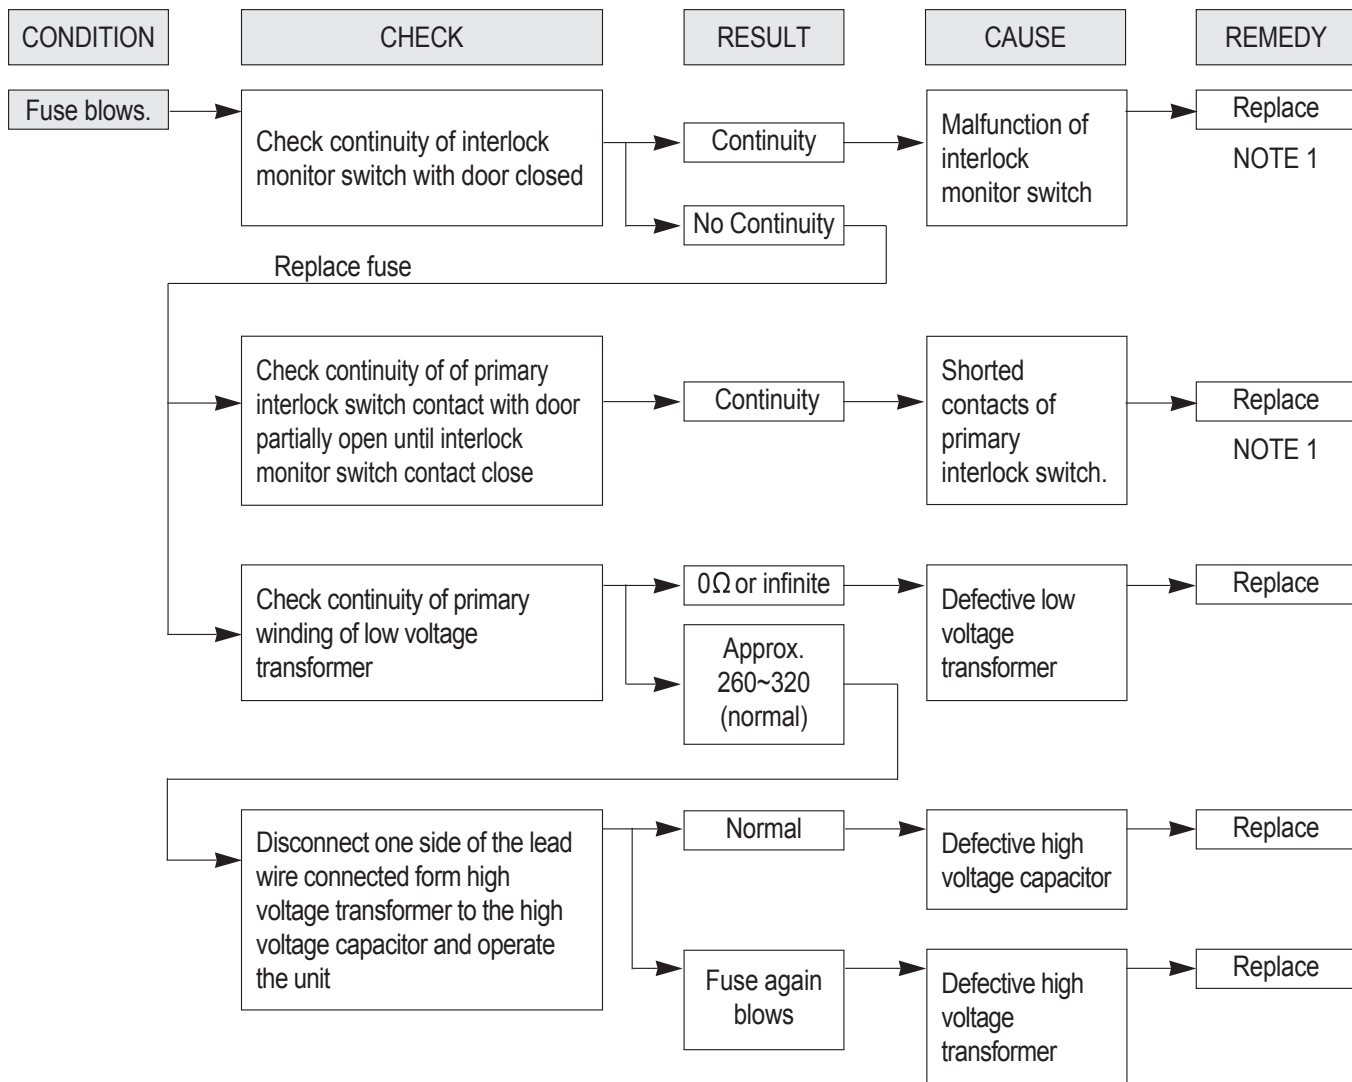 CONDITION
CHECK
RESULT
CAUSE
REMEDY
Fuse blows.
Check continuity of interlock
monitor switch with door closed
Continuity
Malfunction of
interlock
monitor switch
Replace
NOTE 1
No Continuity
Replace fuse
Check continuity of of primary
interlock switch contact with door
partially open until interlock
monitor switch contact close
Continuity
Shorted
contacts of
primary
interlock switch.
Replace
NOTE 1
Check continuity of primary
winding of low voltage
transformer
0Ω or infinite
Defective low
voltage
transformer
Replace
Approx.
260~320
(normal)
Disconnect one side of the lead
wire connected form high
voltage transformer to the high
voltage capacitor and operate
the unit
Normal
Defective high
voltage capacitor
Replace
Fuse again
blows
Defective high
voltage
transformer
Replace